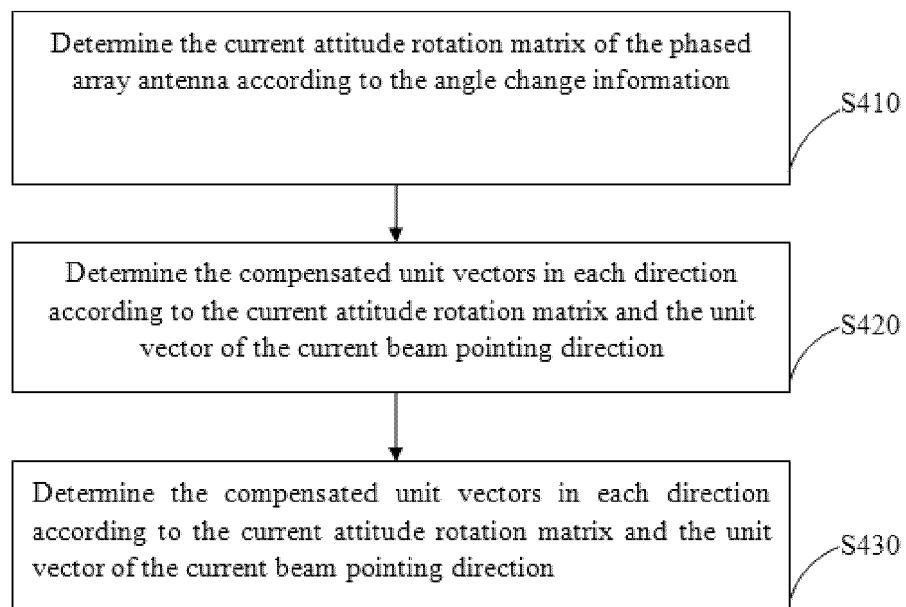 Determine the current attitude rotation matrix of the phased
array antenna according to the angle change information
S410
Determine the compensated unit vectors in each direction
according to the current attitude rotation matrix and the unit
vector of the current beam pointing direction
S420
Determine the compensated unit vectors in each direction
according to the current attitude rotation matrix and the unit
vector of the current beam pointing direction
S430